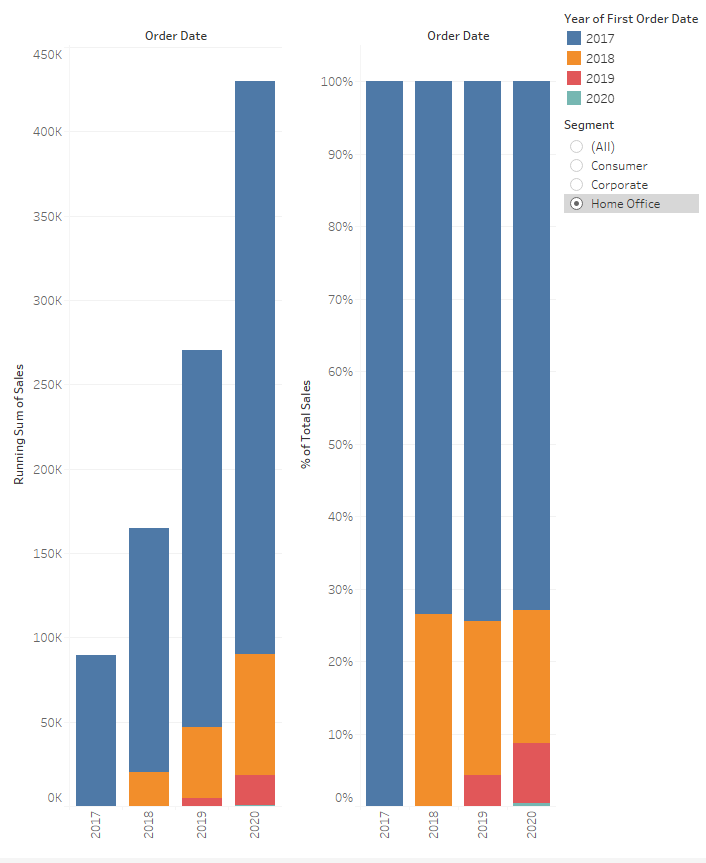 Order Date
450K
400K
350K
300K
250K
200K
150K
100K
50K
0K
Running Sum of Sales
2017
2018
2019
2020
Order Date
100%
90%
80%
70%
60%
50%
40%
30%
20%
10%
0%
% of Total Sales
2017
2018
2019
2020
Year of First Order Date
2017
2018
2019
2020
Segment
(All)
Consumer
Corporate
Home Office